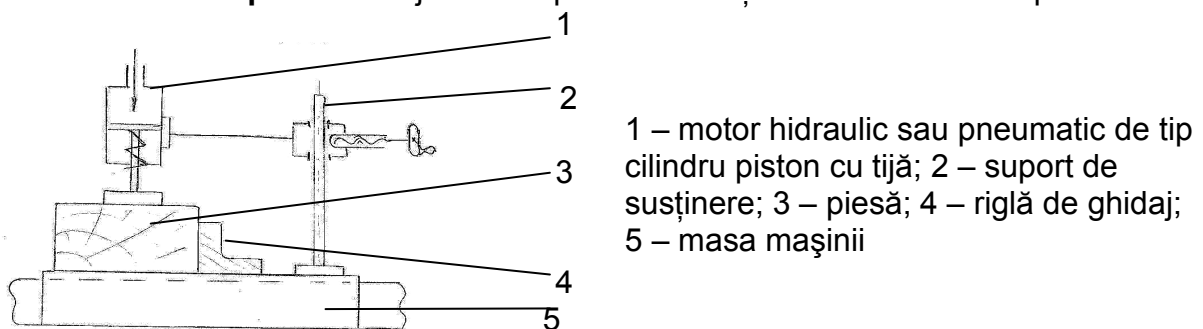 1
2
3
4
5
1 – motor hidraulic sau pneumatic de tip
cilindru piston cu tijă; 2 – suport de
susținere; 3 – piesă; 4 – riglă de ghidaj;
5 – masa maşinii